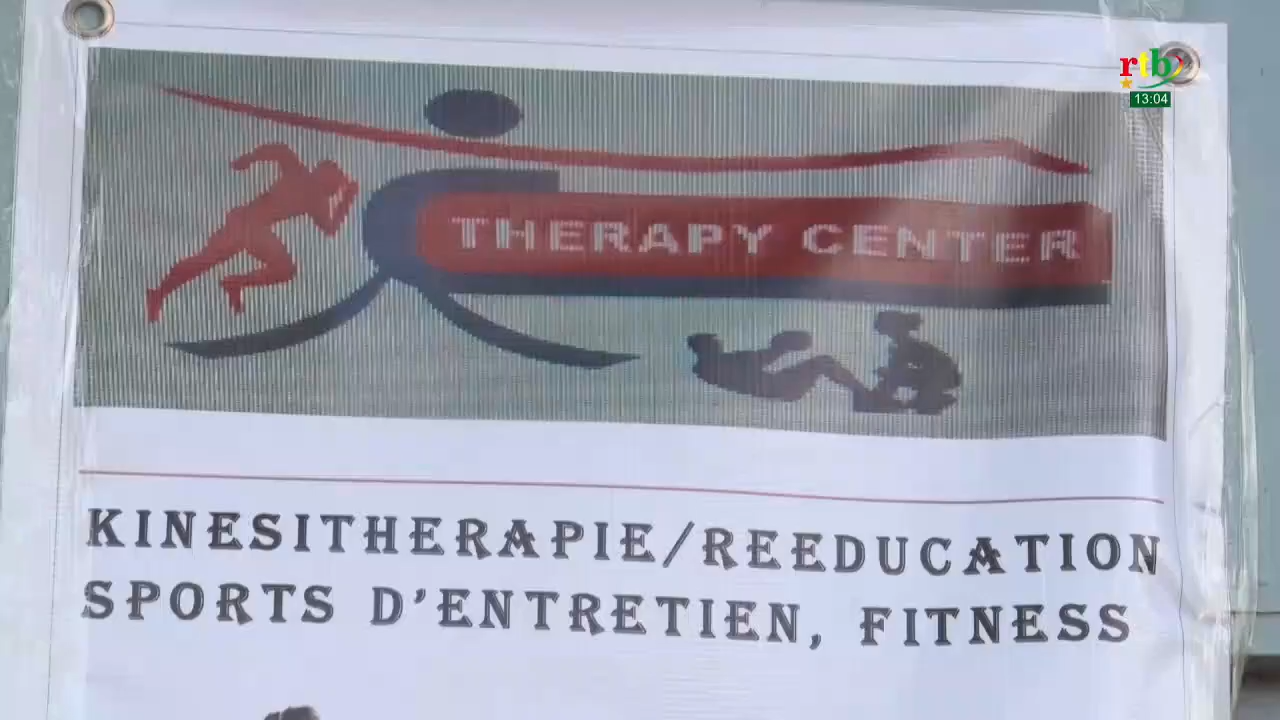 rtb
13:04
THERAPY CENTER
KINESITHERAPIE/REEDUCATION
SPORTS D'ENTRETIEN, FITNESS